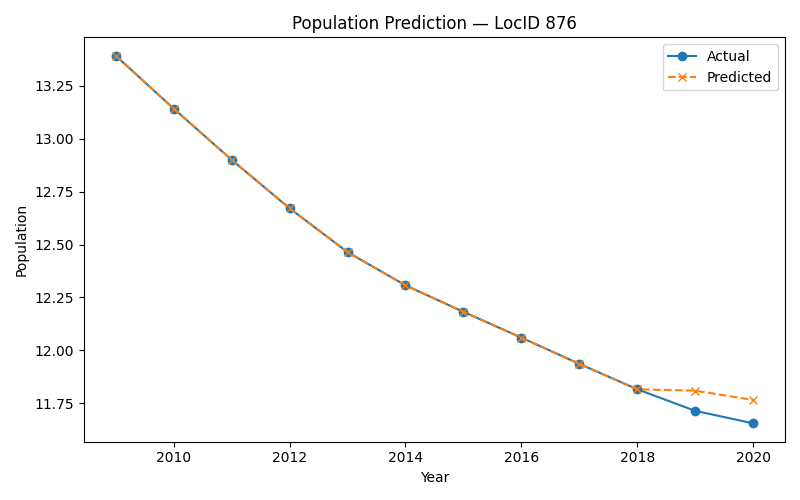 Population Prediction — LocID 876
Actual
Predicted
13.25
13.00
12.75
12.50
12.25
12.00
11.75
Population
2010
2012
2014
2016
2018
2020
Year